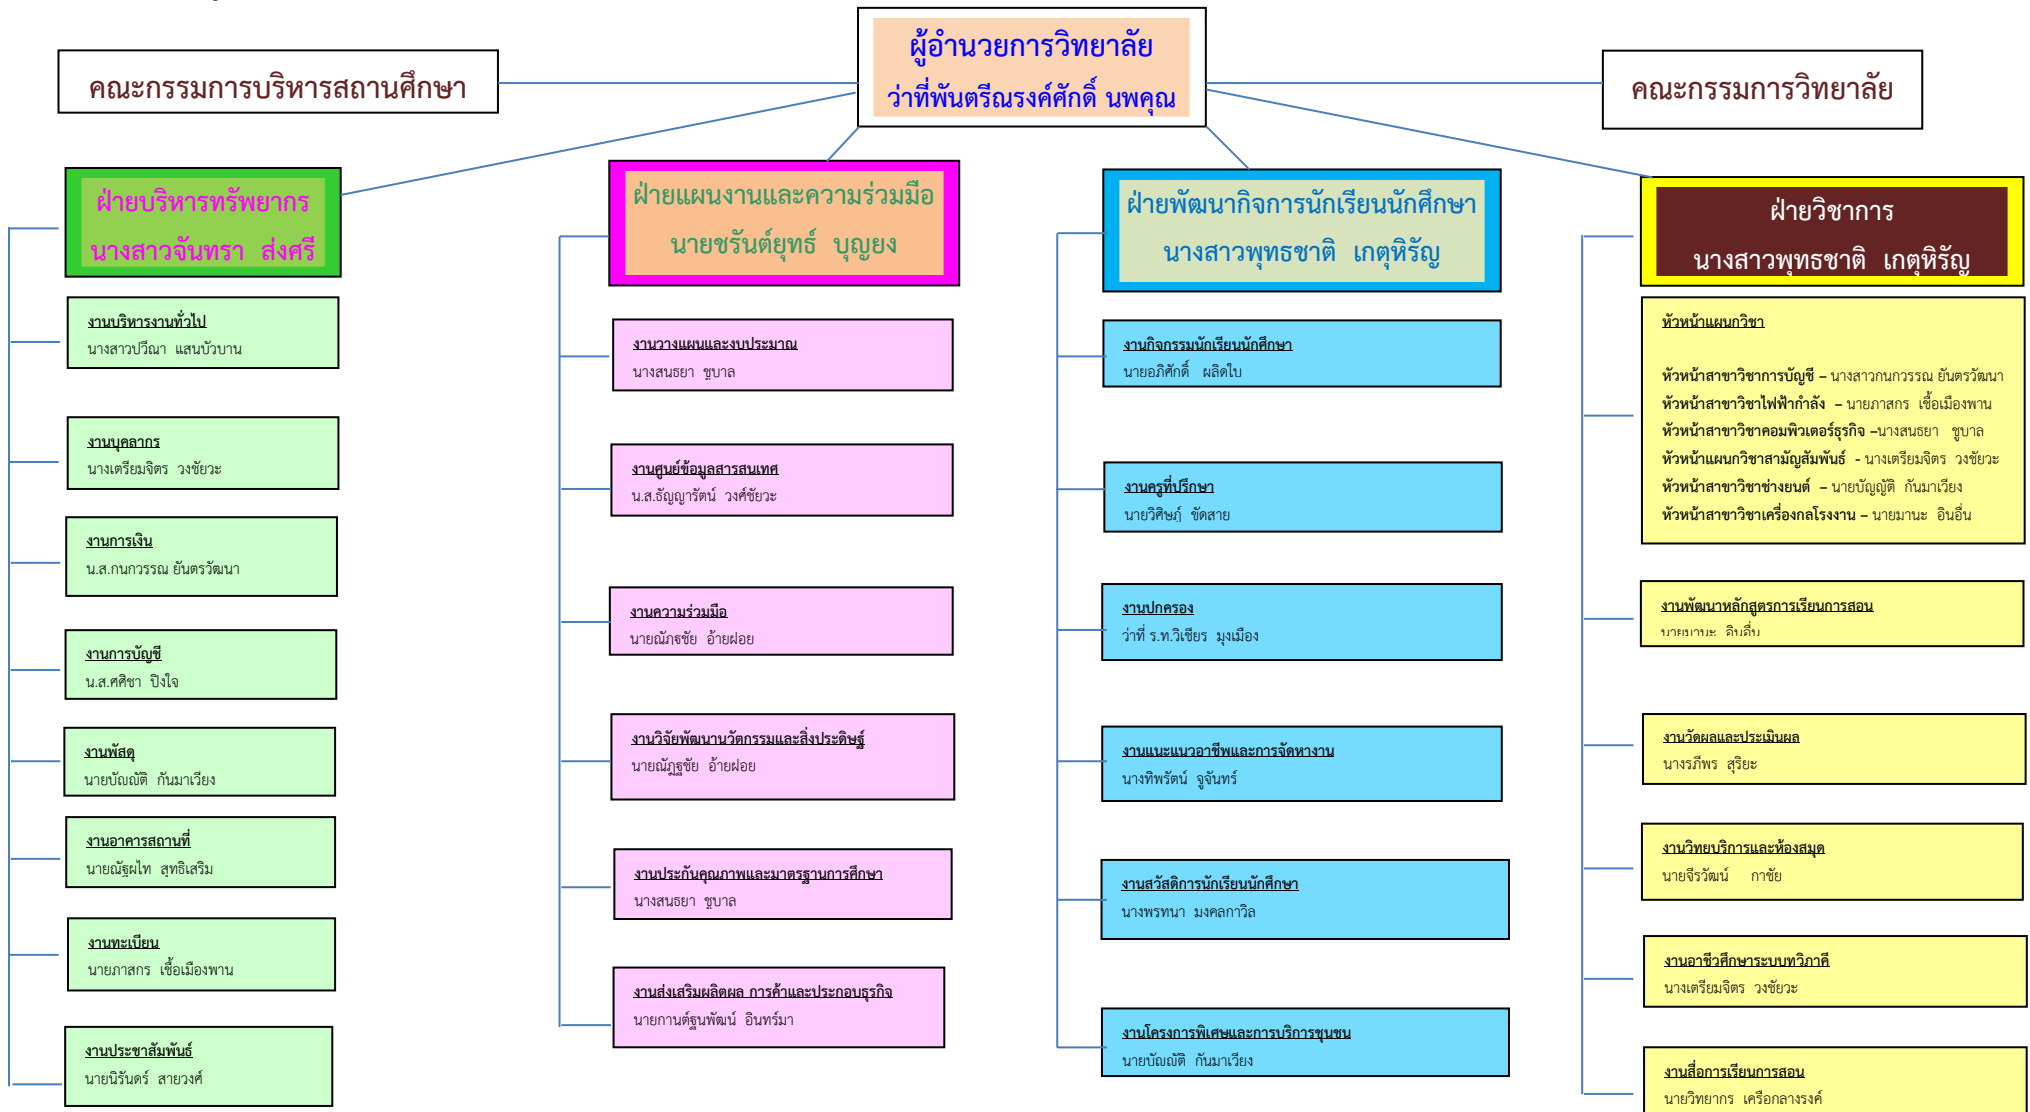 ผู้อำนวยการวิทยาลัย
ว่าที่พันตรีณรงค์ศักดิ์ นพคุณ
คณะกรรมการบริหารสถานศึกษา
คณะกรรมการวิทยาลัย
ฝ่ายบริหารทรัพยากร
นางสาวจันทรา ส่งศรี
งานบริหารงานทั่วไป
นางสาวปวีณา แสนบัวบาน
งานบุคลากร
นางเตรียมจิตร วงชัยวะ
งานการเงิน
น.ส.กนกวรรณ ยันตรวัฒนา
งานการบัญชี
น.ส.ศศิชา ปิงใจ
งานพัสดุ
นายบัญญัติ กันมาเวียง
งานอาคารสถานที่
นายณัฐผไท สุทธิเสริม
งานทะเบียน
นายภาสกร เชื้อเมืองพาน
งานประชาสัมพันธ์
นายนิรันดร์ สายวงศ์
ฝ่ายแผนงานและความร่วมมือ
นายชรันต์ยุทธ์ บุญยง
งานวางแผนและงบประมาณ
นางสนธยา ชูบาล
งานศูนย์ข้อมูลสารสนเทศ
น.ส.ธัญญารัตน์ วงศ์ชัยวะ
งานความร่วมมือ
นายณัฎฐชัย อ้ายฝอย
งานวิจัยพัฒนานวัตกรรมและสิ่งประดิษฐ์
นายณัฎฐชัย อ้ายฝอย
งานประกันคุณภาพและมาตรฐานการศึกษา
นางสนธยา ชูบาล
งานส่งเสริมผลิตผล การค้าและประกอบธุรกิจ
นายกานต์ฐนพัฒน์ อินทร์มา
ฝ่ายพัฒนากิจการนักเรียนนักศึกษา
นางสาวพุทธชาติ เกตุหิรัญ
งานกิจกรรมนักเรียนนักศึกษา
นายอภิศักดิ์ ผลิดใบ
งานครูที่ปรึกษา
นายวิศิษฎ์ ขัดสาย
งานปกครอง
ว่าที่ ร.ท.วิเชียร มุงเมือง
งานแนะแนวอาชีพและการจัดหางาน
นางทิพรัตน์ จูจันทร์
งานสวัสดิการนักเรียนนักศึกษา
นางพรทนา มงคลกาวิล
งานโครงการพิเศษและการบริการชุมชน
นายบัณณัติ กันมาเวียง
ฝ่ายวิชาการ
นางสาวพุทธชาติ เกตุหิรัญ
หัวหน้าแผนกวิชา
หัวหน้าสาขาวิชาการบัญชี – นางสาวกนกวรรณ ยันตรวัฒนา
หัวหน้าสาขาวิชาไฟฟ้ากำลัง – นายภาสกร เชื้อเมืองพาน
หัวหน้าสาขาวิชาคอมพิวเตอร์ธุรกิจ –นางสนธยา ชูบาล
หัวหน้าแผนกวิชาสามัญสัมพันธ์ - นางเตรียมจิตร วงชัยวะ
หัวหน้าสาขาวิชาช่างยนต์ – นายบัญญัติ กันมาเวียง
หัวหน้าสาขาวิชาเครื่องกลโรงงาน – นายมานะ อินอื่น
งานพัฒนาหลักสูตรการเรียนการสอน
นายมานะ อินอื่น
งานวัดผลและประเมินผล
นางรภีพร สุริยะ
งานวิทยบริการและห้องสมุด
นายจีรวัฒน์ กาชัย
งานอาชีวศึกษาระบบทวิภาคี
นางเตรียมจิตร วงชัยวะ
งานสื่อการเรียนการสอน
นายวิทยากร เครือกลางรงค์